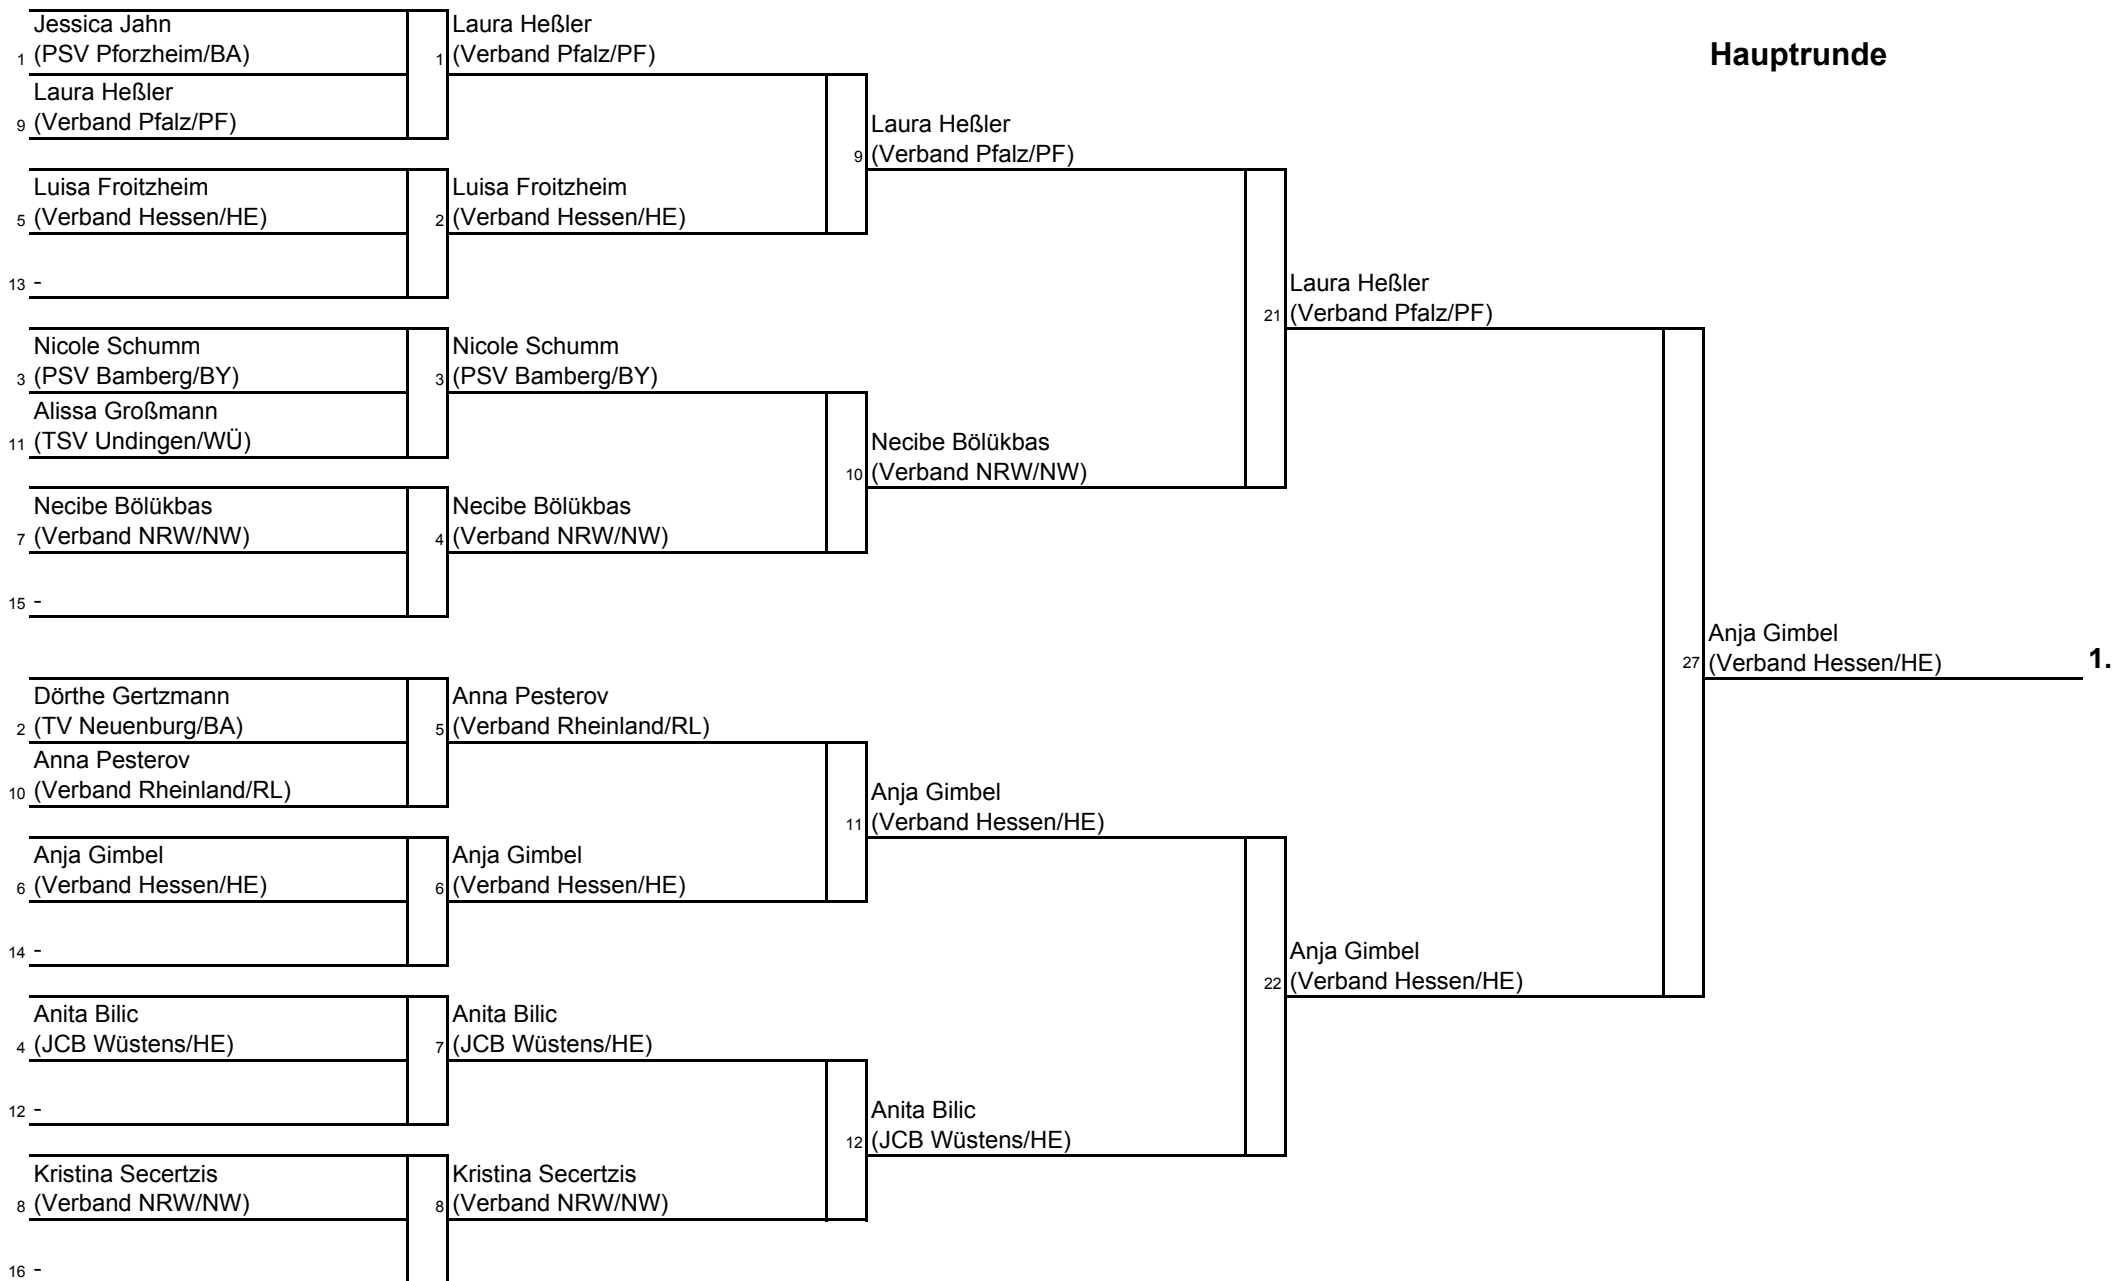 Hauptrunde
Jessica Jahn
1 (PSV Pforzheim/BA)
Laura Heßler
9 (Verband Pfalz/PF)
Luisa Froitzheim
5 (Verband Hessen/HE)
13 -
Nicole Schumm
3 (PSV Bamberg/BY)
Alissa Großmann
11 (TSV Undingen/WÜ)
Necibe Bölükbas
7 (Verband NRW/NW)
15 -
Dörthe Gertzmann
2 (TV Neuenburg/BA)
Anna Pesterov
10 (Verband Rheinland/RL)
Anja Gimbel
6 (Verband Hessen/HE)
14 -
Anita Bilic
4 (JCB Wüstens/HE)
12 -
Kristina Secertzis
8 (Verband NRW/NW)
16 -
Laura Heßler
1 (Verband Pfalz/PF)
Luisa Froitzheim
2 (Verband Hessen/HE)
Nicole Schumm
3 (PSV Bamberg/BY)
Necibe Bölükbas
4 (Verband NRW/NW)
Anna Pesterov
5 (Verband Rheinland/RL)
Anja Gimbel
6 (Verband Hessen/HE)
Anita Bilic
7 (JCB Wüstens/HE)
Kristina Secertzis
8 (Verband NRW/NW)
Laura Heßler
9 (Verband Pfalz/PF)
Necibe Bölükbas
10 (Verband NRW/NW)
Anja Gimbel
11 (Verband Hessen/HE)
Anita Bilic
12 (JCB Wüstens/HE)
Laura Heßler
21 (Verband Pfalz/PF)
Anja Gimbel
22 (Verband Hessen/HE)
Anja Gimbel
27 (Verband Hessen/HE) 1.